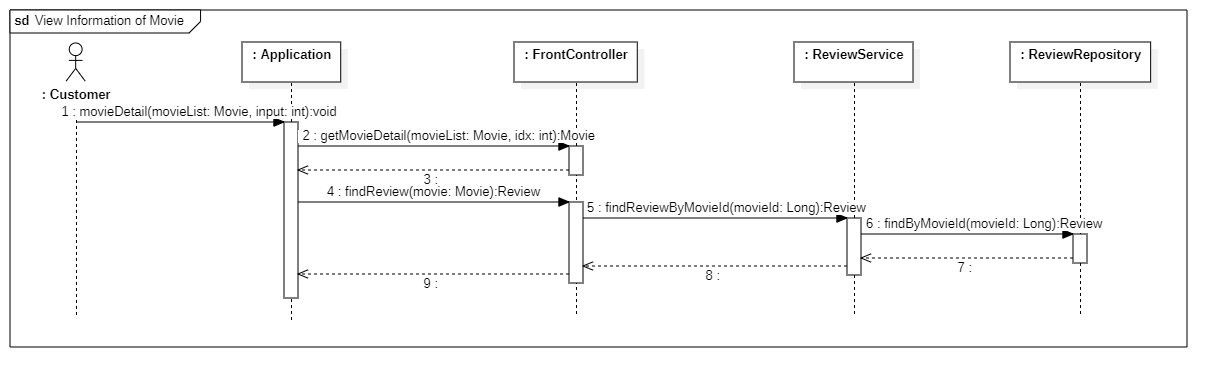 sd View Information of Movie
: Customer
: Application
: FrontController
: ReviewService
: ReviewRepository
1 : movieDetail(movieList: Movie, input: int):void
2 : getMovieDetail(movieList: Movie, idx: int):Movie
3 :
4 : findReview(movie: Movie):Review
5 : findReviewByMovieId(movieId: Long):Review
6 : findByMovieId(movieId: Long):Review
7 :
8 :
9 :